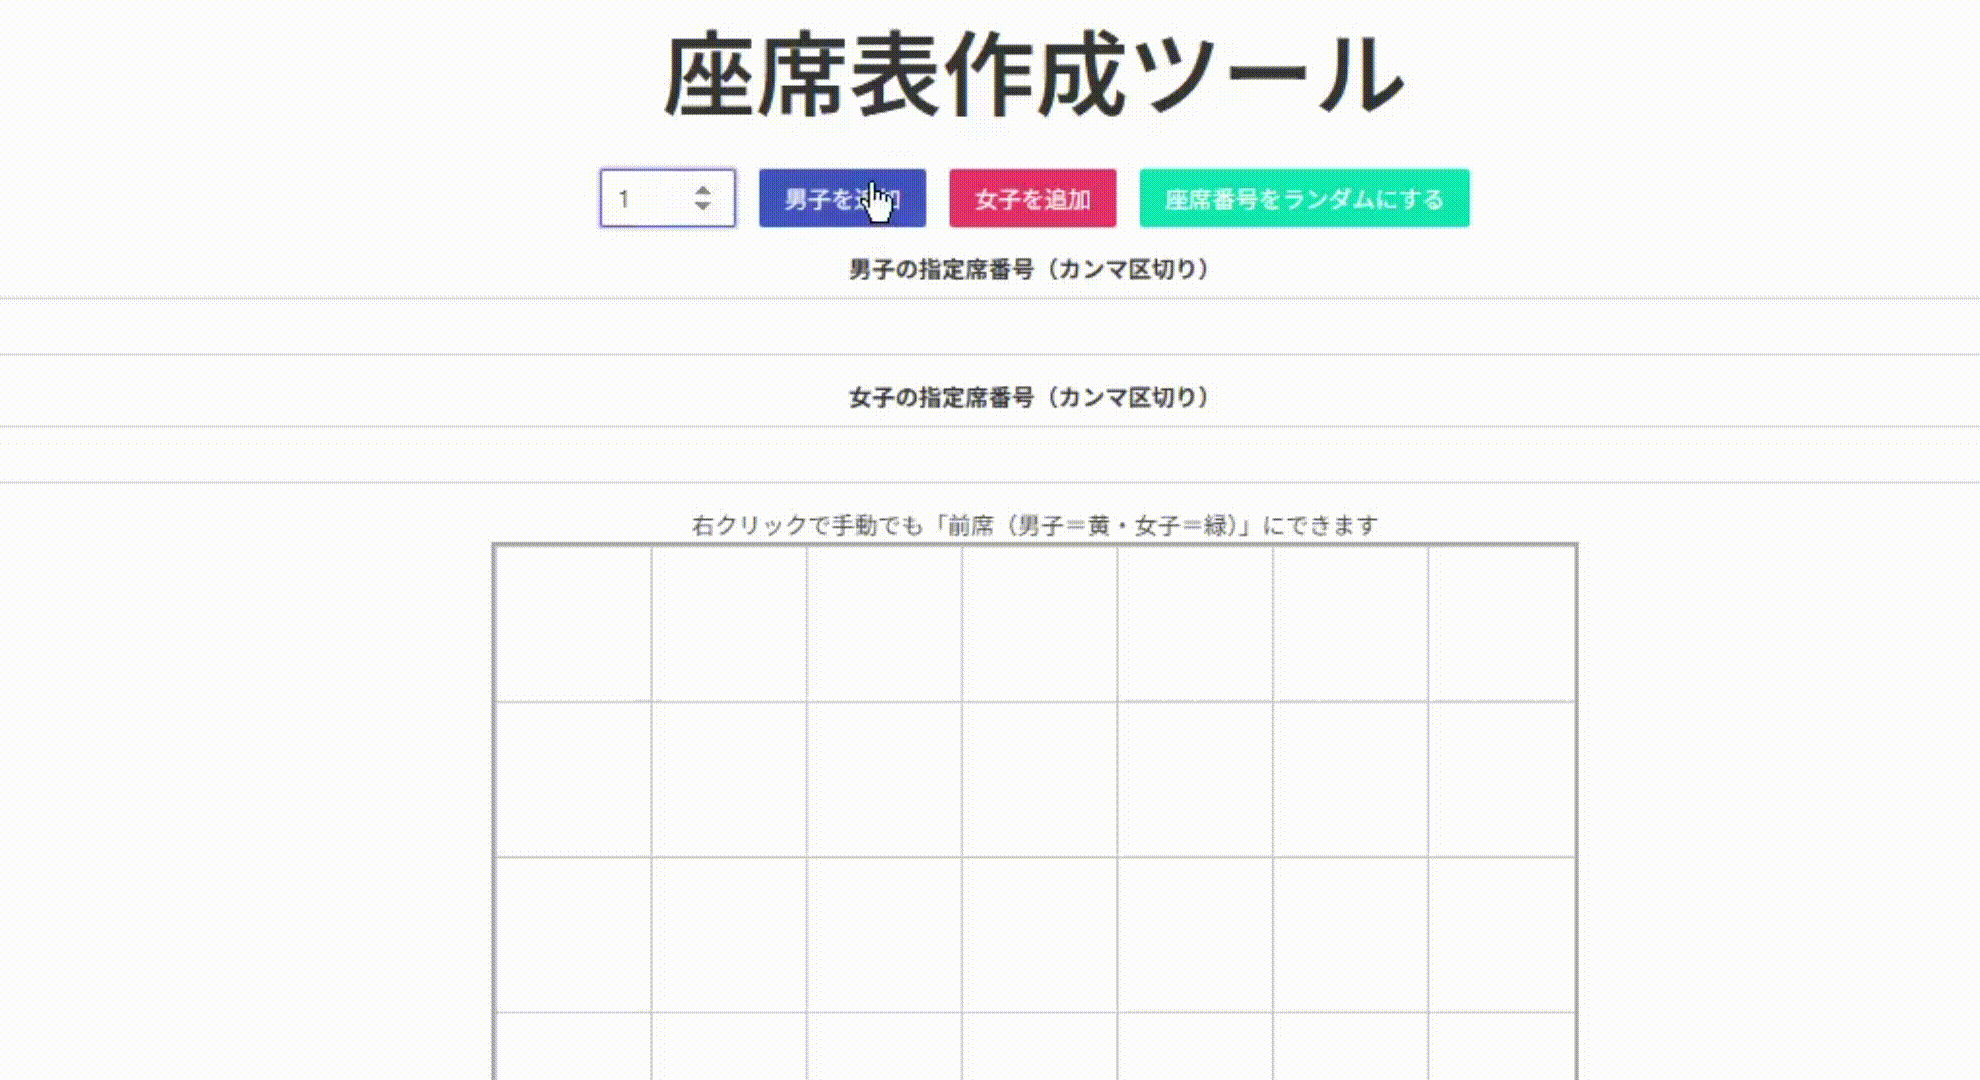 座席表作成ツール
1 男子を追加 女子を追加 座席番号をランダムにする
男子の指定席番号（カンマ区切り）
女子の指定席番号（カンマ区切り）
右クリックで手動でも「前席（男子＝黄・女子＝緑）」にできます